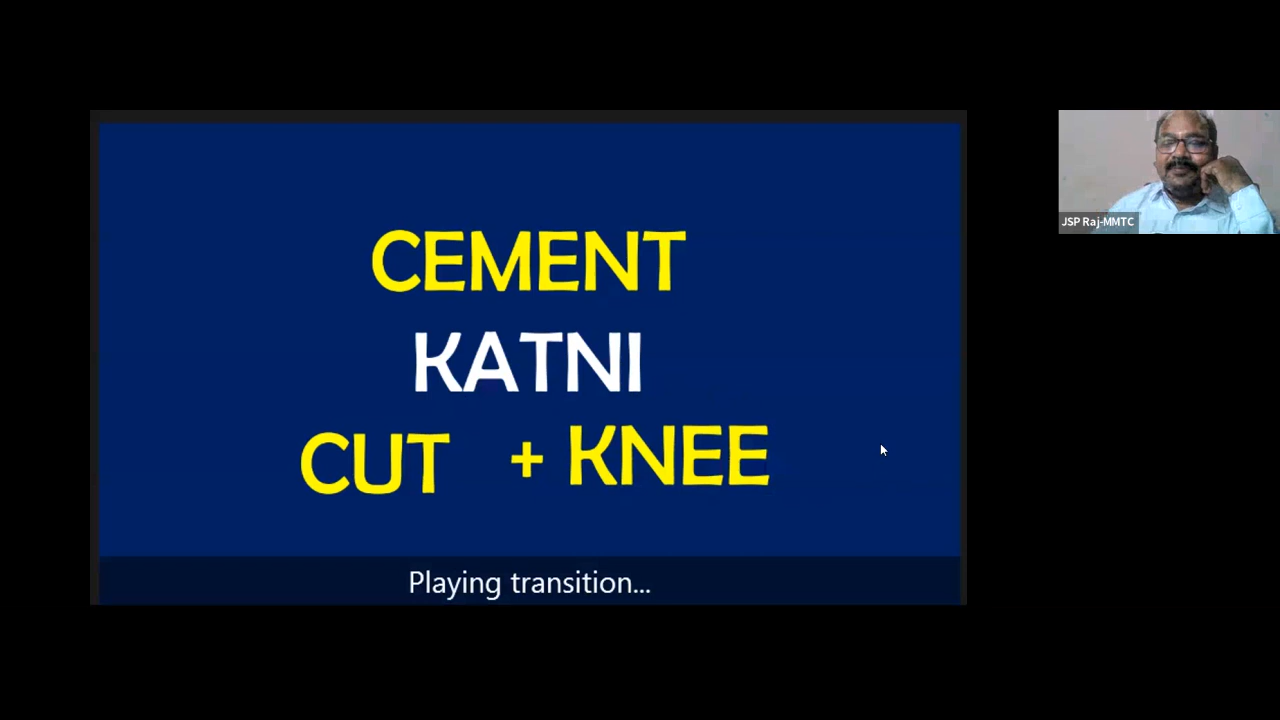 CEMENT
KATNI
CUT + KNEE
Playing transition...
JSP Raj-MMTC